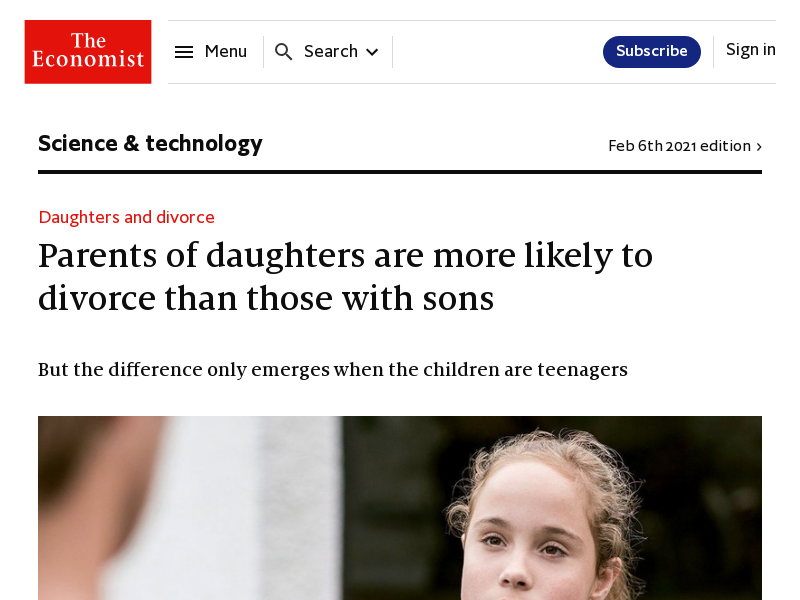 The
Economist
Menu
Search
Subscribe
Sign in
Science & technology
Feb 6th 2021 edition ›
Daughters and divorce
Parents of daughters are more likely to
divorce than those with sons
But the difference only emerges when the children are teenagers